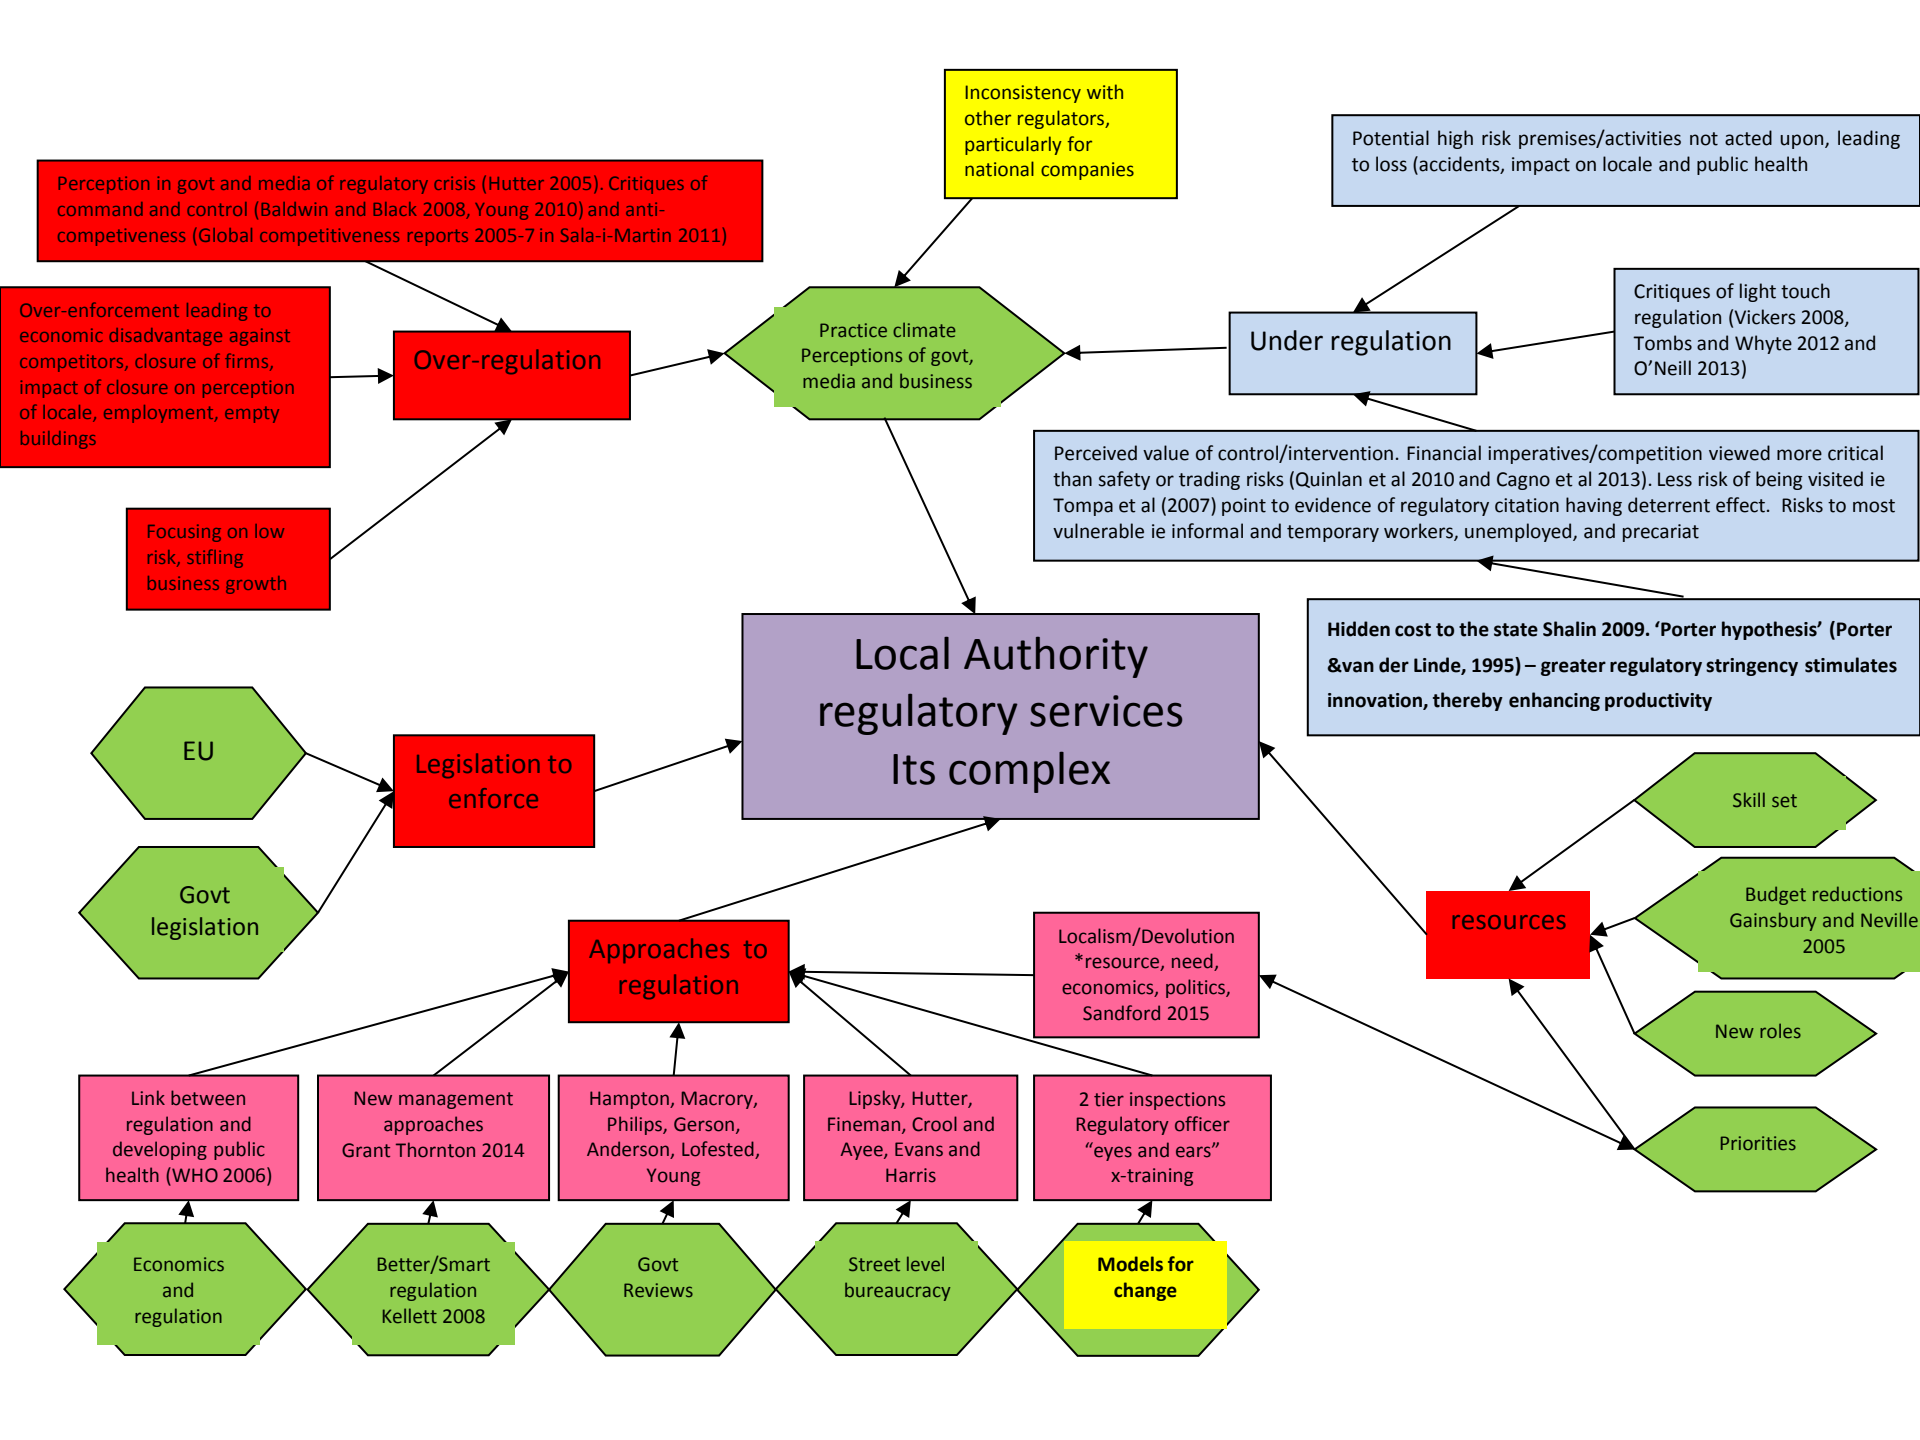 Inconsistency with
other regulators,
particularly for
national companies
Potential high risk premises/activities not acted upon, leading
to loss (accidents, impact on locale and public health
Perception in govt and media of regulatory crisis (Hutter 2005). Critiques of
command and control (Baldwin and Black 2008, Young 2010) and anti-
competiveness (Global competitiveness reports 2005-7 in Sala-i-Martin 2011)
Over-enforcement leading to
economic disadvantage against
competitors, closure of firms,
impact of closure on perception
of locale, employment, empty
buildings
Over-regulation
Practice climate
Perceptions of govt,
media and business
Under regulation
Critiques of light touch
regulation (Vickers 2008,
Tombs and Whyte 2012 and
O’Neill 2013)
Perceived value of control/intervention. Financial imperatives/competition viewed more critical
than safety or trading risks (Quinlan et al 2010 and Cagno et al 2013). Less risk of being visited ie
Tompa et al (2007) point to evidence of regulatory citation having deterrent effect. Risks to most
vulnerable ie informal and temporary workers, unemployed, and precariat
Focusing on low
risk, stifling
business growth
Hidden cost to the state Shalin 2009. ‘Porter hypothesis’ (Porter
&van der Linde, 1995) – greater regulatory stringency stimulates
innovation, thereby enhancing productivity
Local Authority
regulatory services
Its complex
EU
Legislation to
enforce
Govt
legislation
Skill set
resources
Budget reductions
Gainsbury and Neville
2005
New roles
Priorities
Approaches to
regulation
Localism/Devolution
*resource, need,
economics, politics,
Sandford 2015
Link between
regulation and
developing public
health (WHO 2006)
New management
approaches
Grant Thornton 2014
Hampton, Macrory,
Philips, Gerson,
Anderson, Lofested,
Young
Lipsky, Hutter,
Fineman, Crool and
Ayee, Evans and
Harris
2 tier inspections
Regulatory officer
“eyes and ears”
x-training
Economics
and
regulation
Better/Smart
regulation
Kellett 2008
Govt
Reviews
Street level
bureaucracy
Models for
change